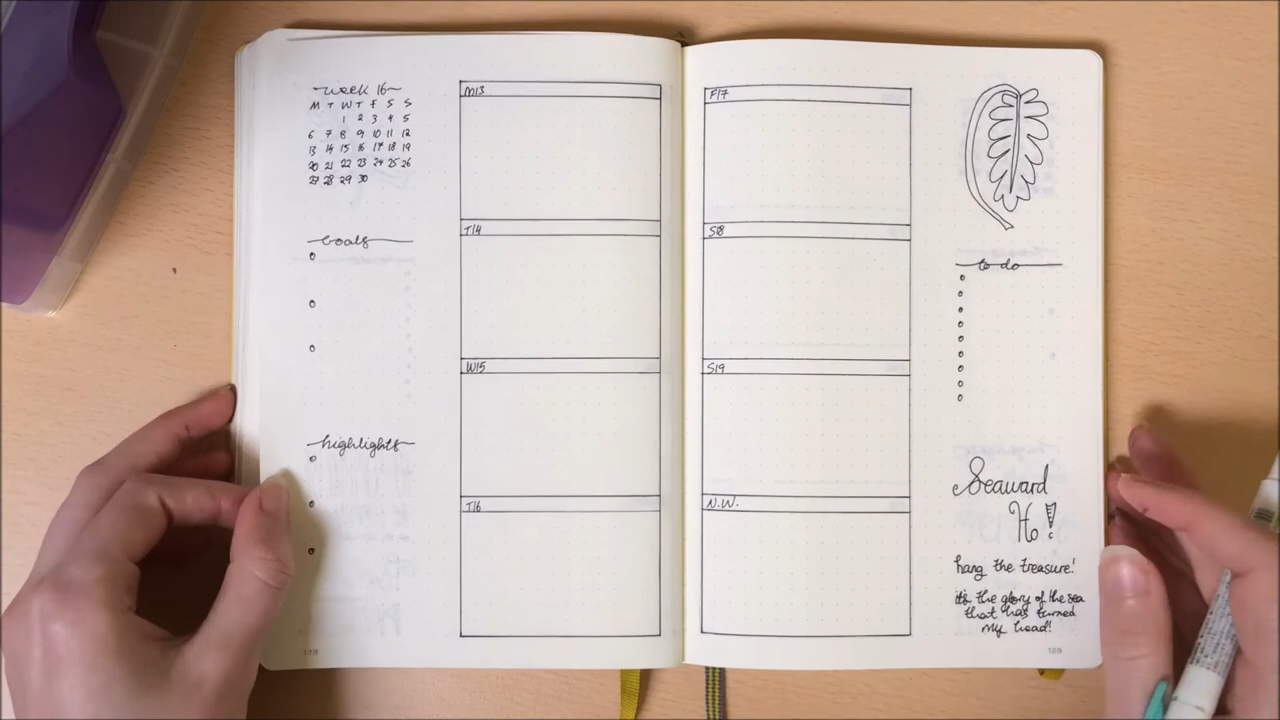 week 16
M T W T F S S
1 2 3 4 5
6 7 8 9 10 11 12
13 14 15 16 17 18 19
20 21 22 23 24 25 26
27 28 29 30
goals
highlights
M13
T14
W15
T16
F17
S18
S19
N.W.
to do
Seaward
Ho!
hang the treasure!
it's the glory of the sea
that has turned
my head!
188
189